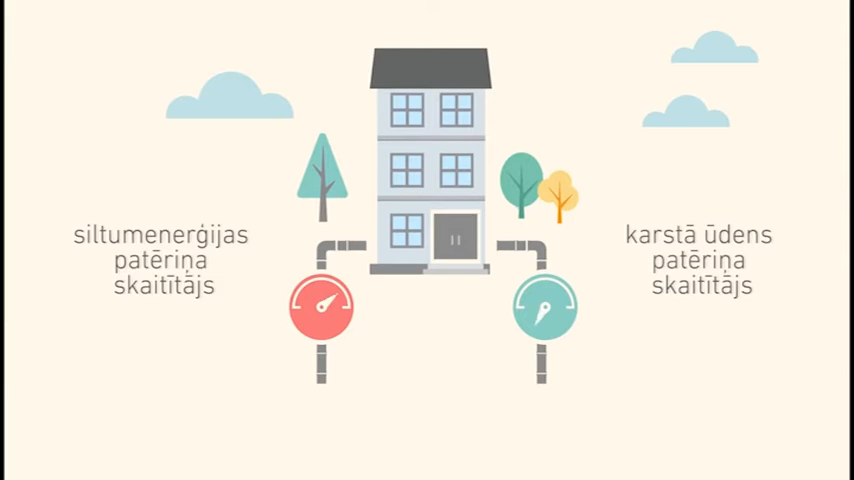 siltumenerģijas
patēriņa
skaitītājs
karstā ūdens
patēriņa
skaitītājs